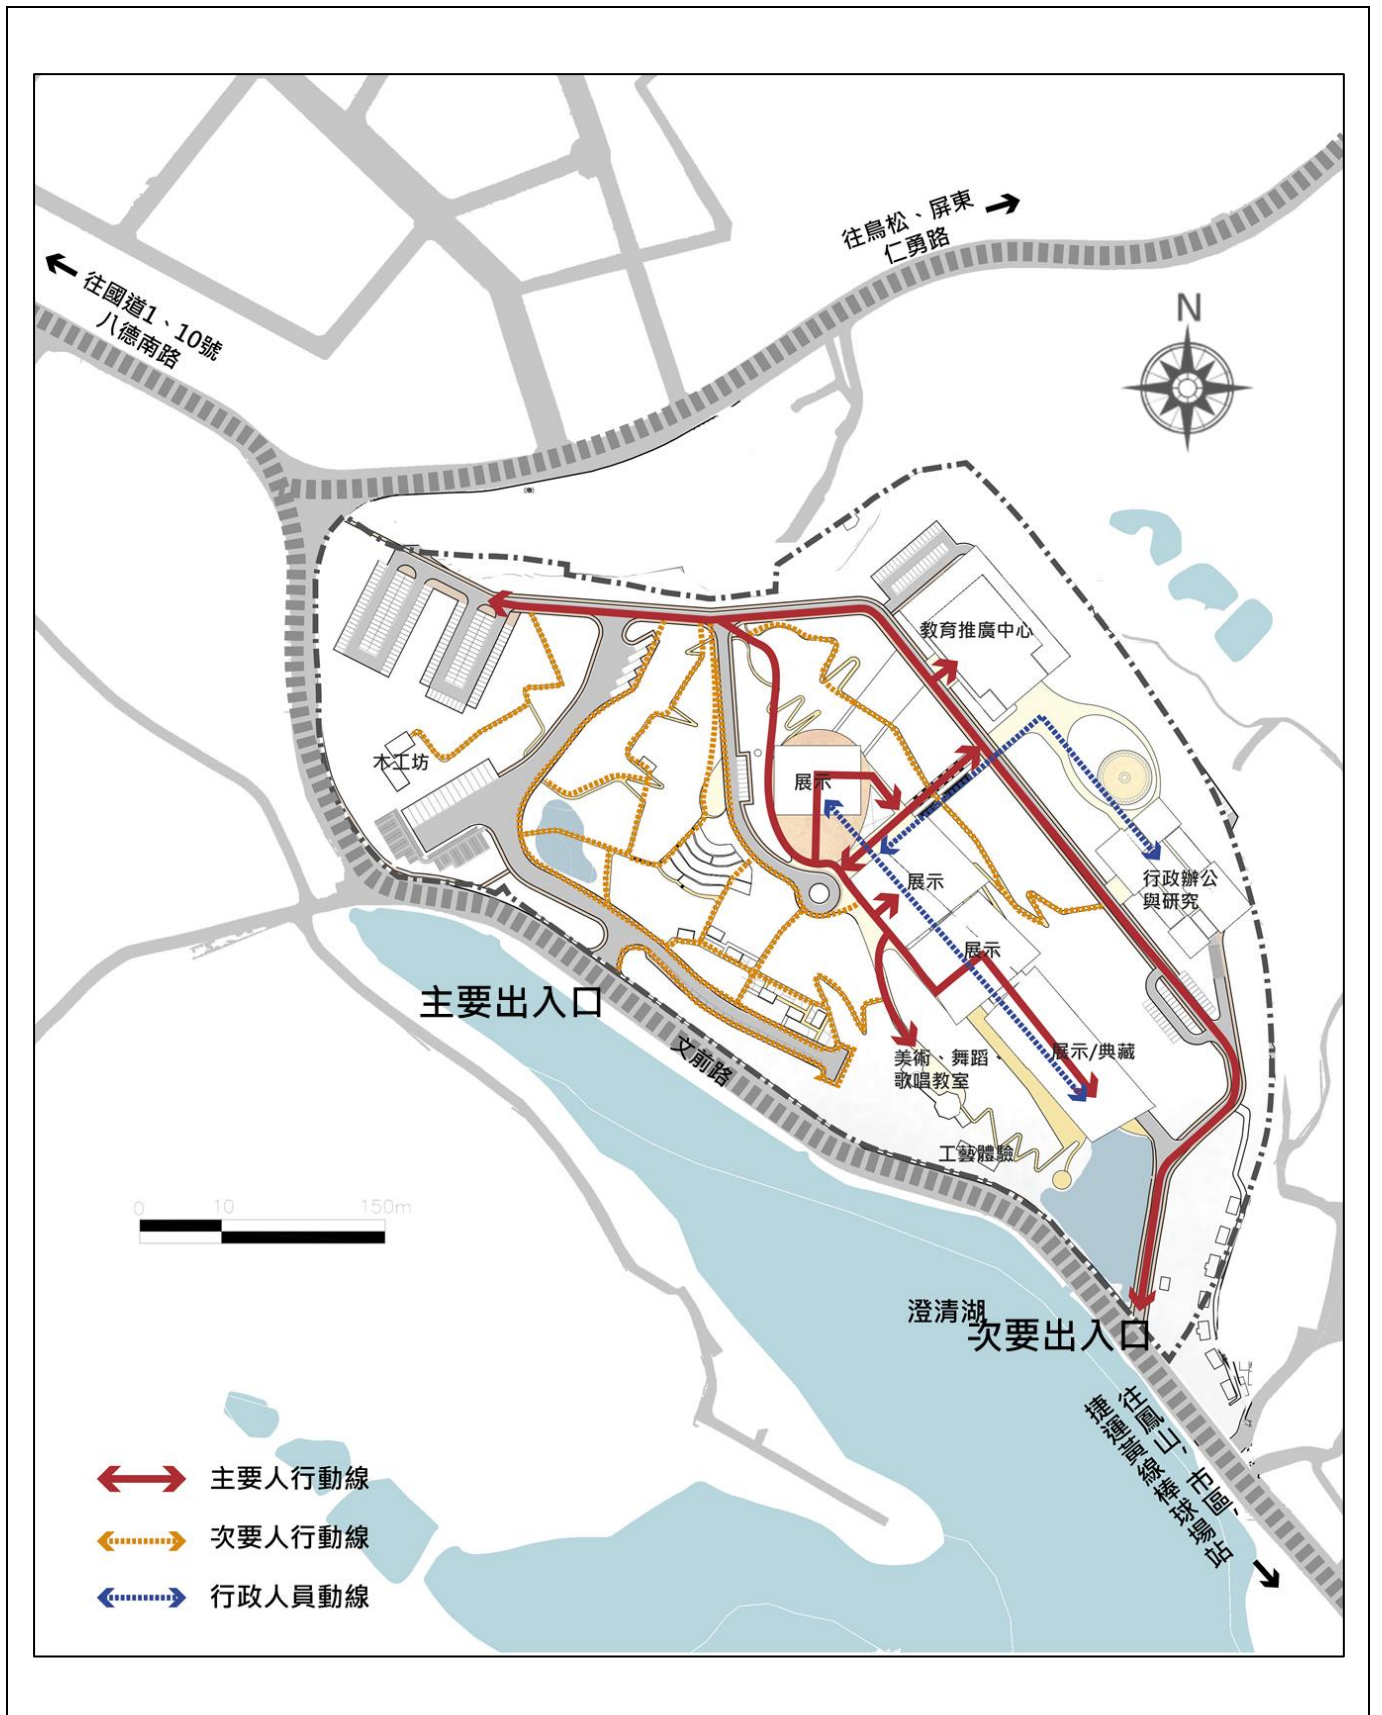 往鳥松、屏東
仁勇路
往國道1、10號
八德南路
N
教育推廣中心
木工坊
展示
展示
行政辦公
與研究
展示
主要出入口
文前路
展示/典藏
美術、舞蹈、
歌唱教室
工藝體驗
0 10 150m
澄清湖
次要出入口
往鳳山, 市區,
捷運黃線棒球場站
主要人行動線
次要人行動線
行政人員動線